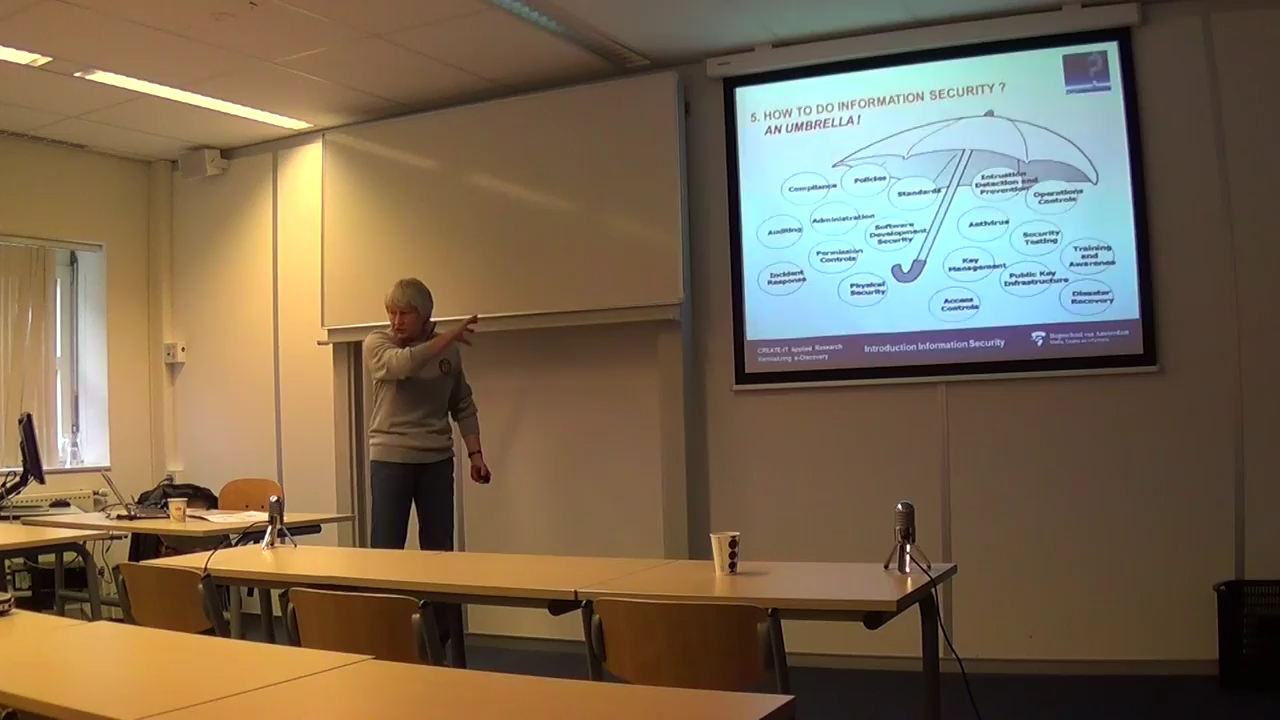 5. HOW TO DO INFORMATION SECURITY ?
AN UMBRELLA!
Compliance
Policies
Standards
Intrusion
Detection and
Prevention
Operations
Controls
Auditing
Administration
Software
Development
Security
Antivirus
Security
Testing
Permission
Controls
Key
Management
Training
and
Awarenes
Incident
Response
Physical
Security
Public Key
Infrastructure
Access
Controls
Disaster
Recovery
CREATE-IT Applied Research
e-Discovery
Introduction Information Security
Hogeschool van Amsterdam